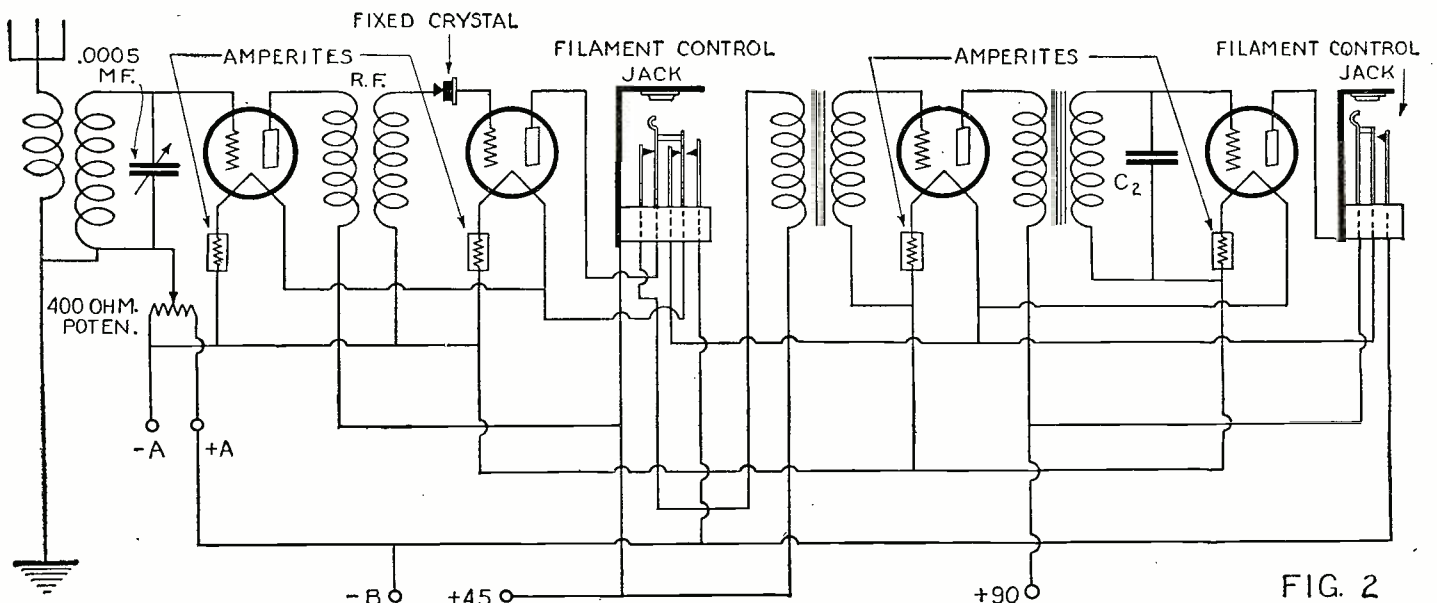 FIXED CRYSTAL
.0005
M.F.
AMPERITES
R.F.
FILAMENT CONTROL
JACK
AMPERITES
FILAMENT CONTROL
JACK
C2
400 OHM.
POTEN.
-A
+A
-B
+45
+90
FIG. 2